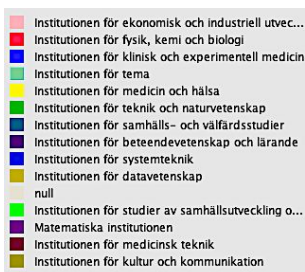 Institutionen för ekonomisk och industriell utvec...
Institutionen för fysik, kemi och biologi
Institutionen för klinisk och experimentell medicin
Institutionen för tema
Institutionen för medicin och hälsa
Institutionen för teknik och naturvetenskap
Institutionen för samhälls- och välfärdsstudier
Institutionen för beteendevetenskap och lärande
Institutionen för systemteknik
Institutionen för datavetenskap
null
Institutionen för studier av samhällsutveckling o...
Matematiska institutionen
Institutionen för medicinsk teknik
Institutionen för kultur och kommunikation